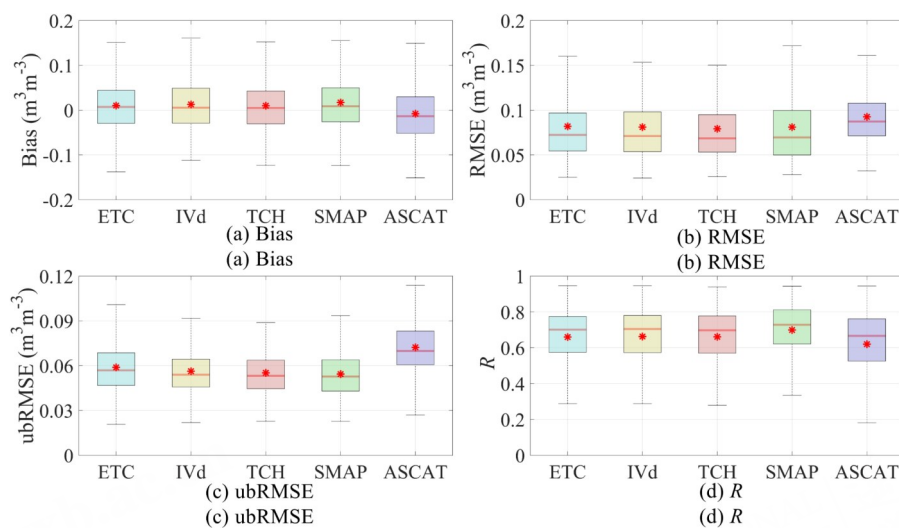 0.2
0.1
0
-0.1
-0.2
Bias (m³m⁻³)
ETC IVd TCH SMAP ASCAT
(a) Bias
(a) Bias
0.2
0.15
0.1
0.05
0
RMSE (m³m⁻³)
ETC IVd TCH SMAP ASCAT
(b) RMSE
(b) RMSE
0.12
0.09
0.06
0.03
0
ubRMSE (m³m⁻³)
ETC IVd TCH SMAP ASCAT
(c) ubRMSE
(c) ubRMSE
1
0.8
0.6
0.4
0.2
0
R
ETC IVd TCH SMAP ASCAT
(d) R
(d) R